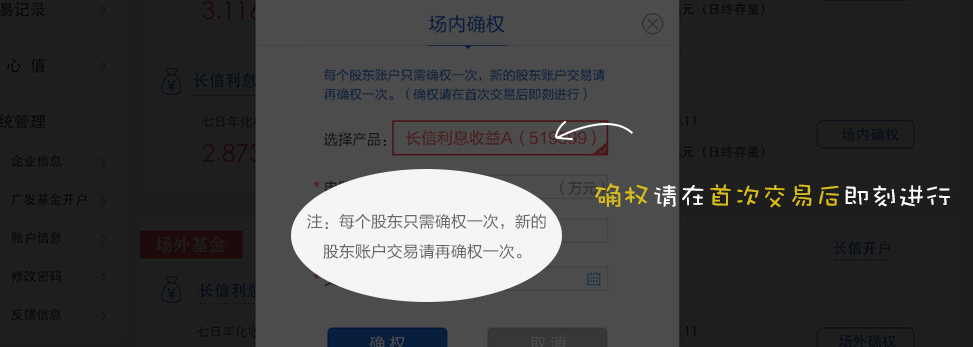 易记录
3.116
场内确权
元（日终存量）
心 值
每个股东账户只需确权一次，新的股东账户交易请
再确权一次。（确权请在首次交易后即刻进行）
长信利息
统管理
七日年化收
选择产品：
长信利息收益A（519
9）
.11
场内确权
2.873
元（日终存量）
企业信息
（万元）
广发基金开户
确权请在首次交易后即刻进行
注：每个股东只需确权一次，新的
股东账户交易请再确权一次。
账户信息
场外基金
长信开户
修改密码
长信利息
反馈信息
七日年化收
.11
确 权
取 消
场外确权